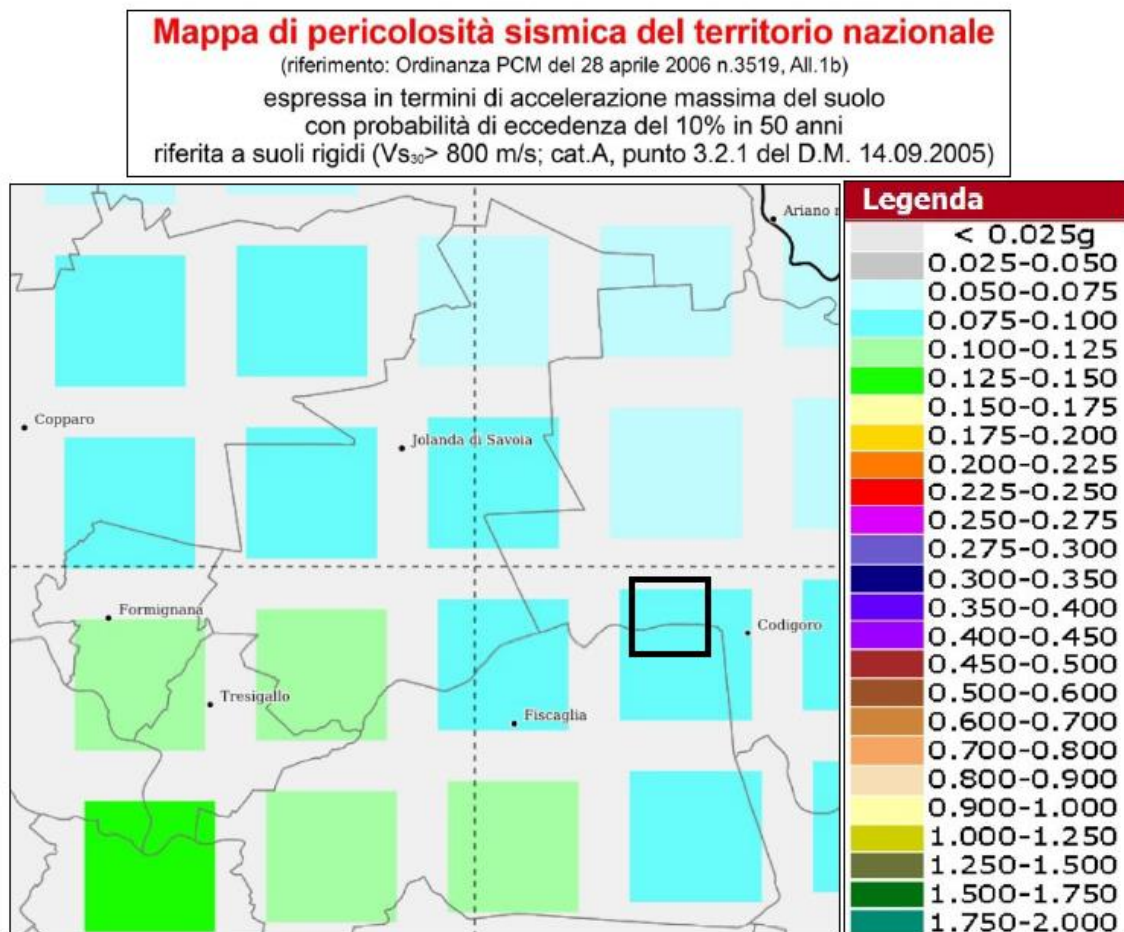 Mappa di pericolosità sismica del territorio nazionale
(riferimento: Ordinanza PCM del 28 aprile 2006 n.3519, All.1b)
espressa in termini di accelerazione massima del suolo
con probabilità di eccedenza del 10% in 50 anni
riferita a suoli rigidi (Vs30> 800 m/s; cat.A, punto 3.2.1 del D.M. 14.09.2005)
Ariano
Copparo
Jolanda di Savoia
Formignana
Codigoro
Tresigallo
Fiscaglia
Legenda
< 0.025g
0.025-0.050
0.050-0.075
0.075-0.100
0.100-0.125
0.125-0.150
0.150-0.175
0.175-0.200
0.200-0.225
0.225-0.250
0.250-0.275
0.275-0.300
0.300-0.350
0.350-0.400
0.400-0.450
0.450-0.500
0.500-0.600
0.600-0.700
0.700-0.800
0.800-0.900
0.900-1.000
1.000-1.250
1.250-1.500
1.500-1.750
1.750-2.000